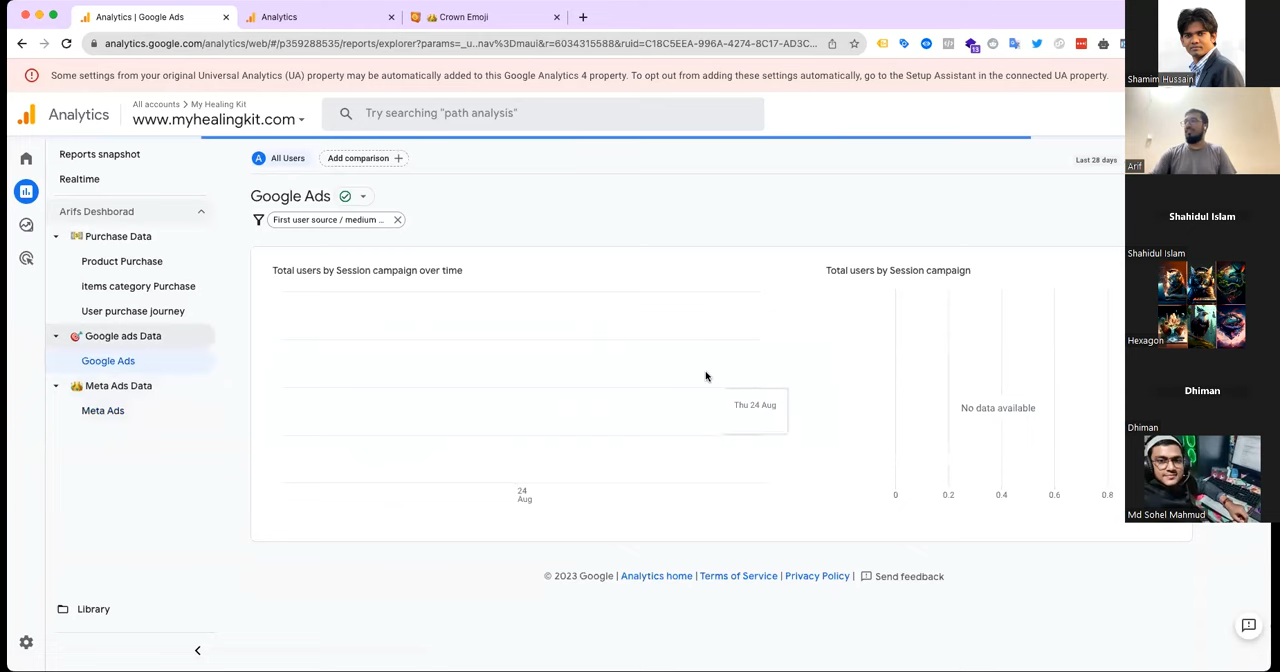 Analytics | Google Ads
Analytics
Crown Emoji
analytics.google.com/analytics/web/#/p359288535/reports/explorer?params=_u..nav%3Dmaui&r=6034315588&ruid=C18C5EEA-996A-4274-8C17-AD3C...
13
Some settings from your original Universal Analytics (UA) property may be automatically added to this Google Analytics 4 property. To opt out from adding these settings automatically, go to the Setup Assistant in the connected UA property.
Analytics
All accounts > My Healing Kit
www.myhealingkit.com
Try searching "path analysis"
Reports snapshot
Realtime
Arifs Deshborad
Purchase Data
Product Purchase
items category Purchase
User purchase journey
Google ads Data
Google Ads
Meta Ads Data
Meta Ads
Library
A All Users
Add comparison +
Last 28 days
Google Ads
First user source / medium ...
Total users by Session campaign over time
Thu 24 Aug
24
Aug
Total users by Session campaign
No data available
0 0.2 0.4 0.6 0.8
© 2023 Google | Analytics home | Terms of Service | Privacy Policy | Send feedback
Shamim Hussain
Arif
Shahidul Islam
Shahidul Islam
Hexagon
Dhiman
Dhiman
Md Sohel Mahmud